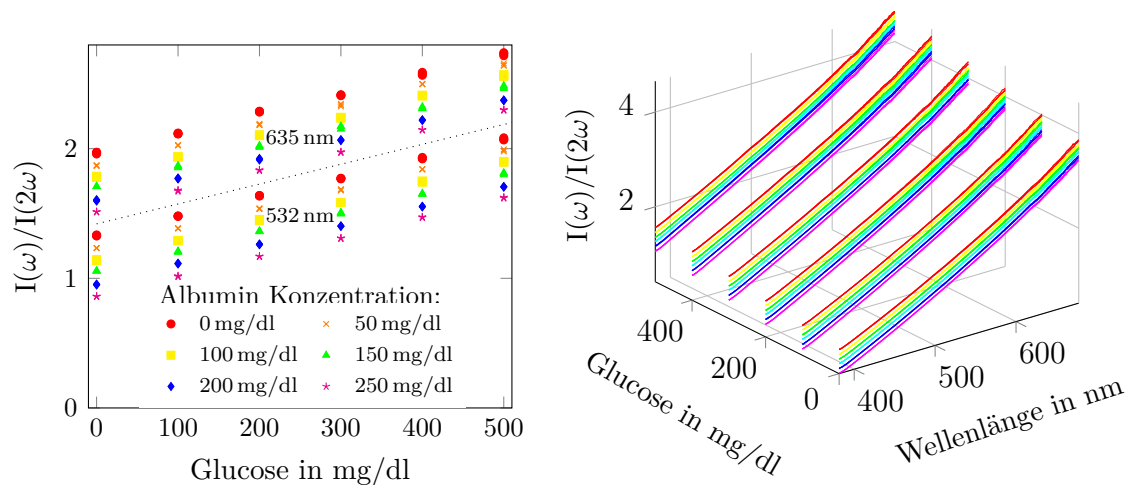 I(ω)/I(2ω)
2
1
0
635 nm
532 nm
Albumin Konzentration:
0 mg/dl
50 mg/dl
100 mg/dl
150 mg/dl
200 mg/dl
250 mg/dl
0 100 200 300 400 500
Glucose in mg/dl
I(ω)/I(2ω)
4
2
400
200
0
Glucose in mg/dl
400
500
600
Wellenlänge in nm